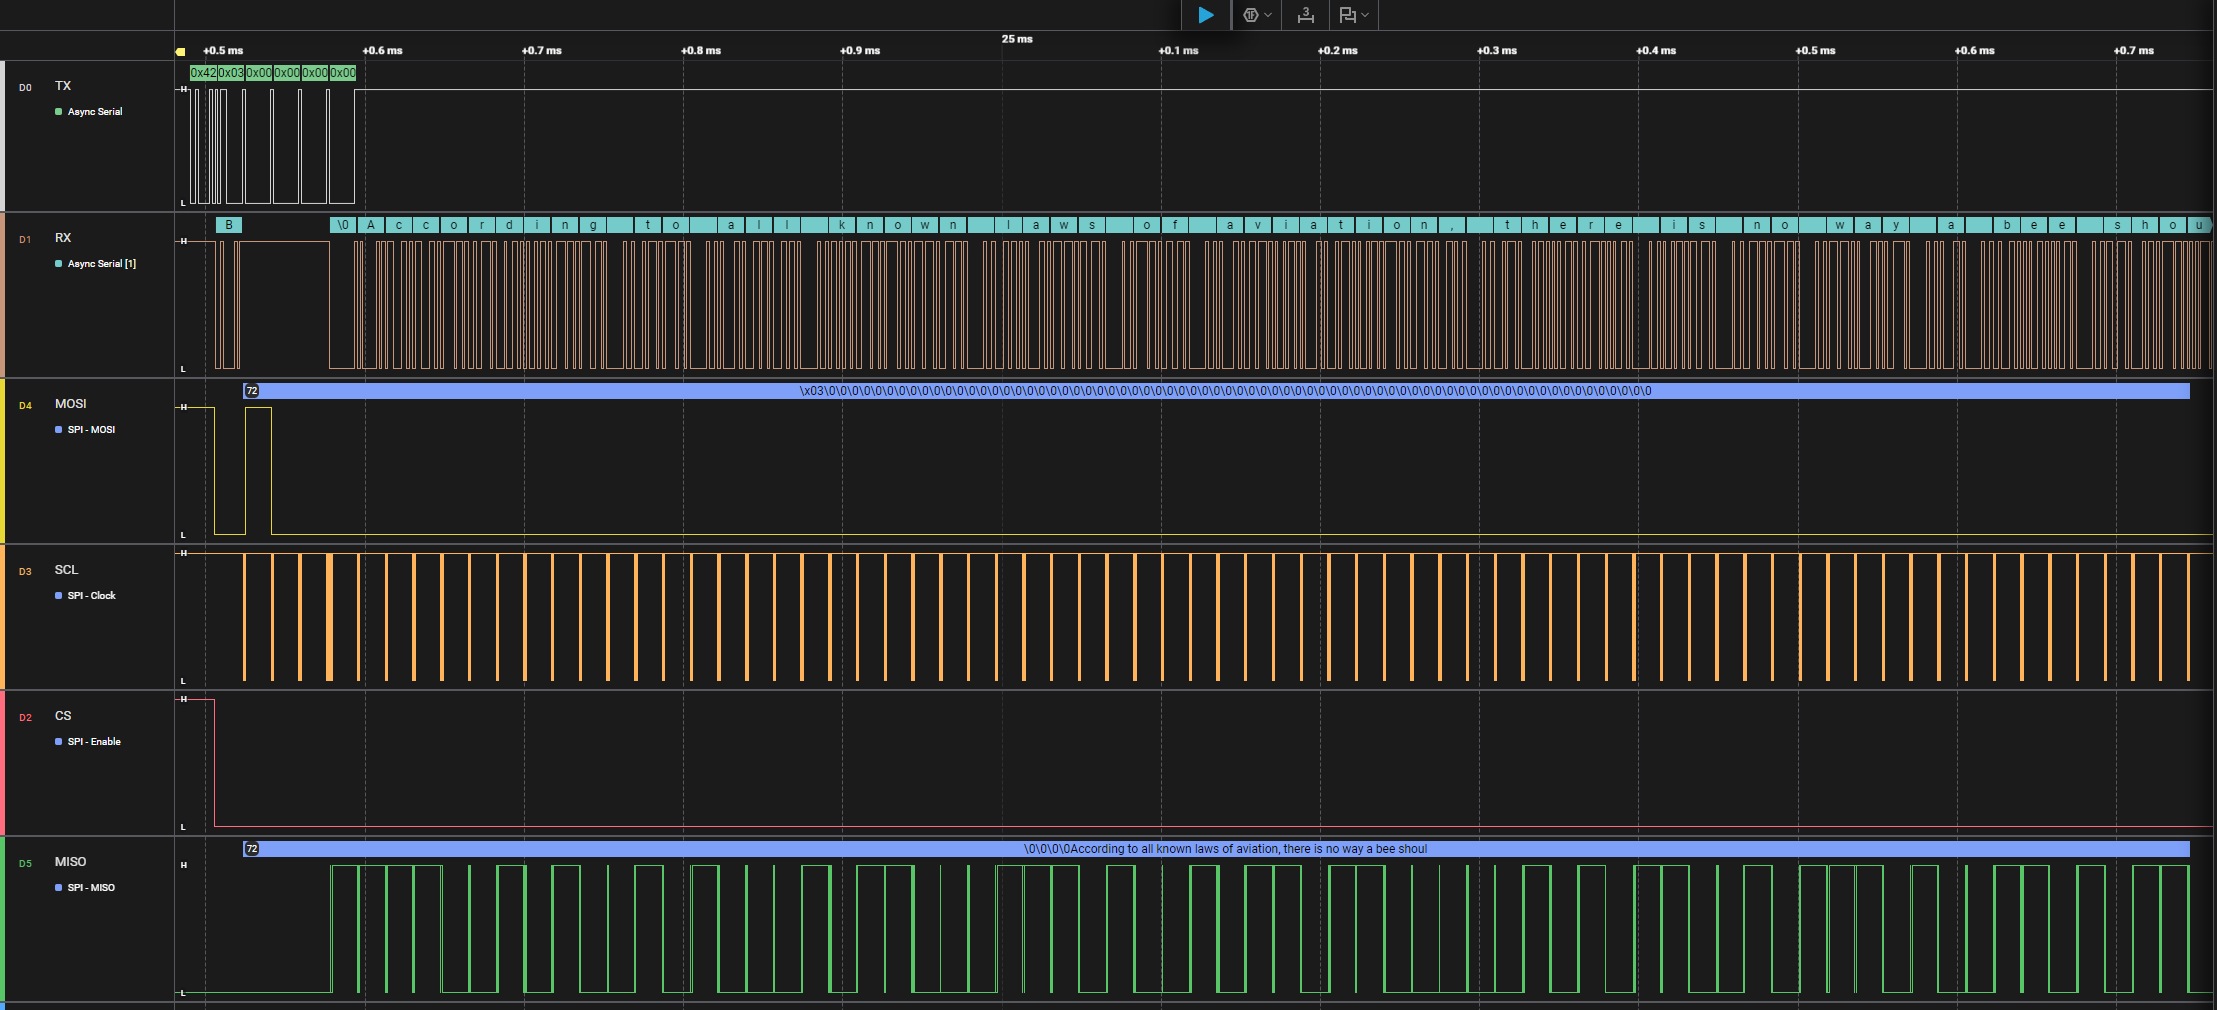 3
25 ms
+0.5 ms +0.6 ms +0.7 ms +0.8 ms +0.9 ms +0.1 ms +0.2 ms +0.3 ms +0.4 ms +0.5 ms +0.6 ms +0.7 ms
0x42 0x03 0x00 0x00 0x00 0x00
D0 TX H
Async Serial
L
B \0 A c c o r d i n g t o a l l k n o w n l a w s o f a v i a t i o n , t h e r e i s n o w a y a b e e s h o u
D1 RX H
Async Serial [1]
L
72 \x03\0\0\0\0\0\0\0\0\0\0\0\0\0\0\0\0\0\0\0\0\0\0\0\0\0\0\0\0\0\0\0\0\0\0\0\0\0\0\0\0\0\0\0\0\0\0\0\0\0\0\0\0\0\0\0\0\0\0\0\0\0\0\0\0\0\0\0\0\0\0\0
D4 MOSI H
SPI - MOSI
L
H
D3 SCL
SPI - Clock
L
H
D2 CS
SPI - Enable
L
72 \0\0\0\0According to all known laws of aviation, there is no way a bee shoul
D5 MISO H
SPI - MISO
L